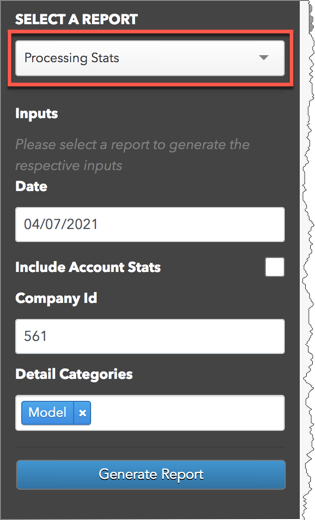 SELECT A REPORT
Processing Stats
Inputs
Please select a report to generate the
respective inputs
Date
04/07/2021
Include Account Stats
Company Id
561
Detail Categories
Model ×
Generate Report